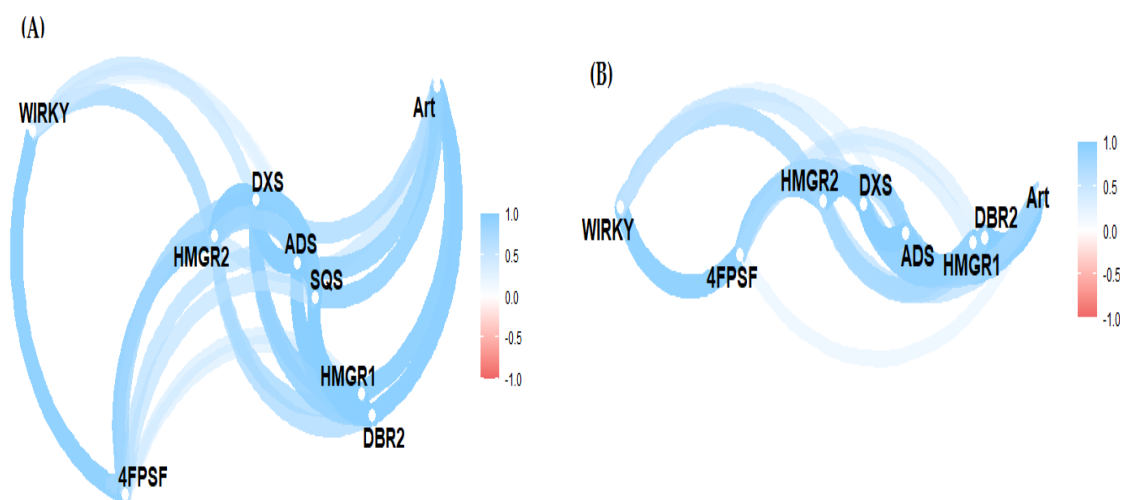 (A)
WIRKY
Art
DXS
HMGR2
ADS
SQS
HMGR1
DBR2
4FPSF
1.0
0.5
0.0
-0.5
-1.0
(B)
WIRKY
4FPSF
HMGR2
DXS
ADS
DBR2
HMGR1
Art
1.0
0.5
0.0
-0.5
-1.0